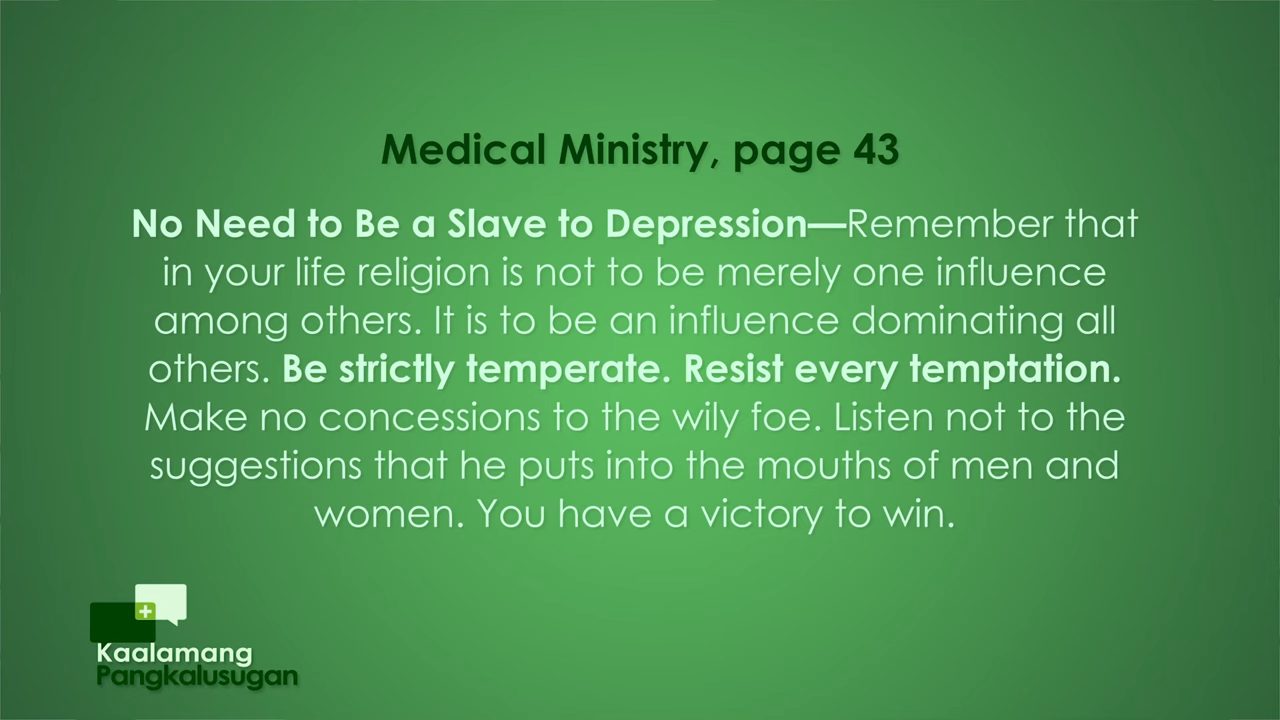 Medical Ministry, page 43
No Need to Be a Slave to Depression—Remember that
in your life religion is not to be merely one influence
among others. It is to be an influence dominating all
others. Be strictly temperate. Resist every temptation.
Make no concessions to the wily foe. Listen not to the
suggestions that he puts into the mouths of men and
women. You have a victory to win.
Kaalamang
Pangkalusugan